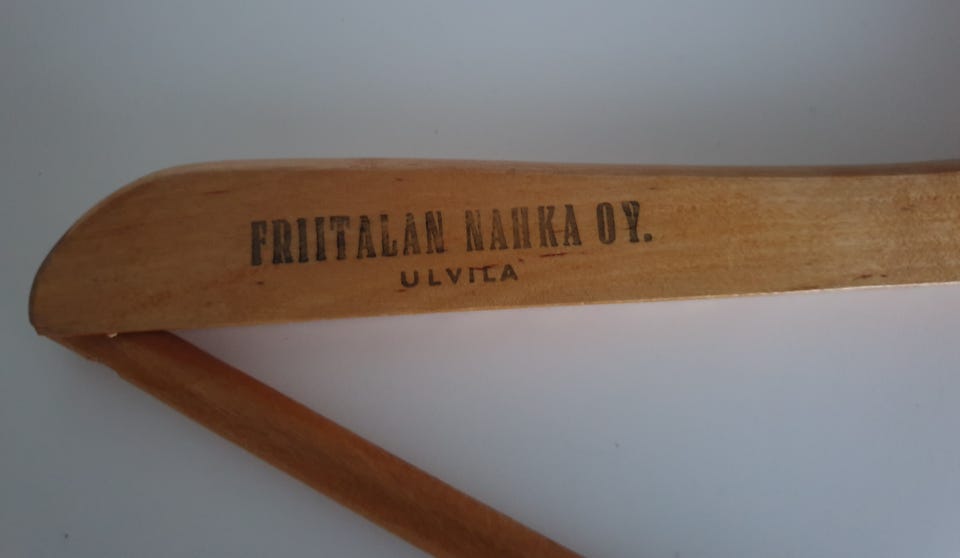 FRIITALAN NAHKA OY.
ULVILA